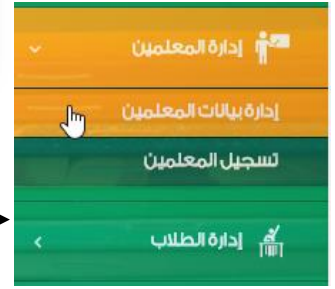 إدارة المعلمين
إدارة بيانات المعلمين
تسجيل المعلمين
إدارة الطلاب